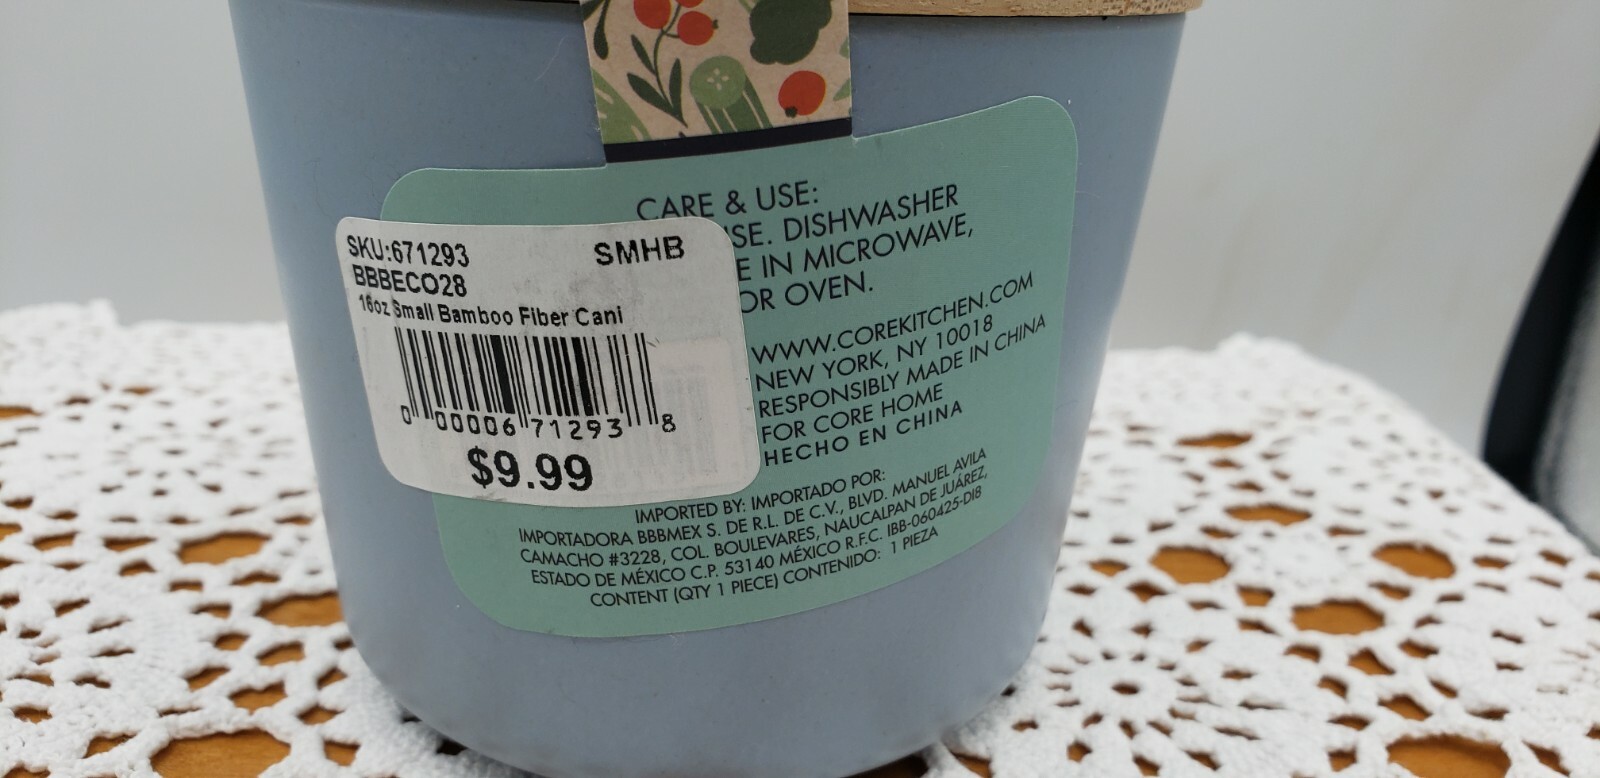 SKU:671293 SMHB
BBBECO28
16oz Small Bamboo Fiber Cani
0 00006 71293 8
$9.99
CARE & USE:
SE. DISHWASHER
E IN MICROWAVE,
OR OVEN.
WWW.COREKITCHEN.COM
NEW YORK, NY 10018
RESPONSIBLY MADE IN CHINA
FOR CORE HOME
HECHO EN CHINA
IMPORTED BY: IMPORTADO POR:
IMPORTADORA BBBMEX S. DE R.L. DE C.V., BLVD. MANUEL AVILA
CAMACHO #3228, COL. BOULEVARES, NAUCALPAN DE JUÁREZ,
ESTADO DE MÉXICO C.P. 53140 MÉXICO R.F.C. IBB-060425-DI8
CONTENT (QTY 1 PIECE) CONTENIDO: 1 PIEZA